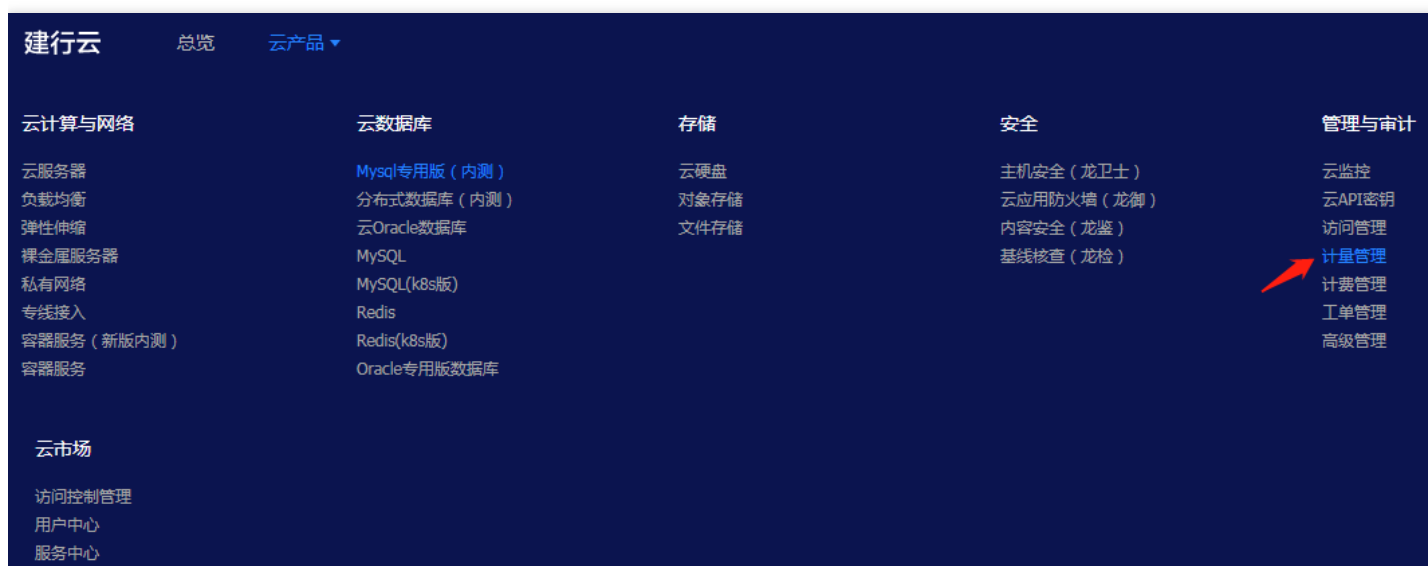 建行云 总览 云产品
云计算与网络
云服务器
负载均衡
弹性伸缩
裸金属服务器
私有网络
专线接入
容器服务（新版内测）
容器服务
云数据库
Mysql专用版（内测）
分布式数据库（内测）
云Oracle数据库
MySQL
MySQL(k8s版)
Redis
Redis(k8s版)
Oracle专用版数据库
存储
云硬盘
对象存储
文件存储
安全
主机安全（龙卫士）
云应用防火墙（龙御）
内容安全（龙鉴）
基线核查（龙检）
管理与审计
云监控
云API密钥
访问管理
计量管理
计费管理
工单管理
高级管理
云市场
访问控制管理
用户中心
服务中心